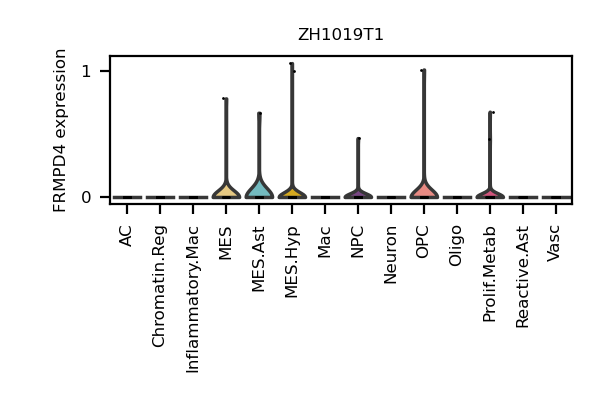 ZH1019T1
FRMPD4 expression
1
0
AC
Chromatin.Reg
Inflammatory.Mac
MES
MES.Ast
MES.Hyp
Mac
NPC
Neuron
OPC
Oligo
Prolif.Metab
Reactive.Ast
Vasc